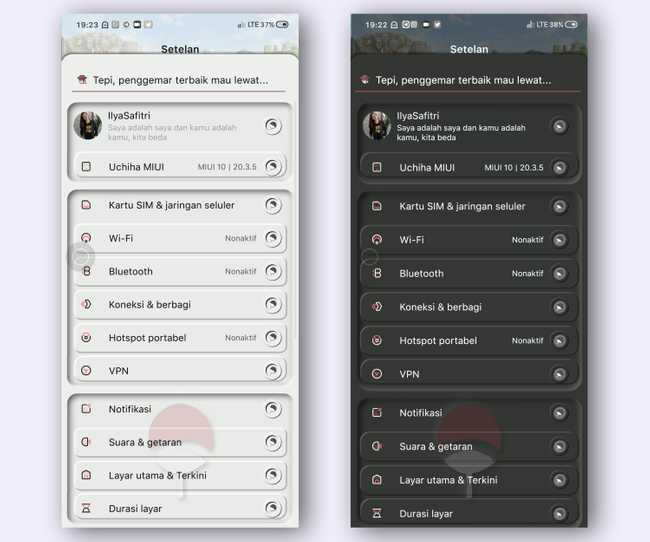 19:23 LTE 37%
Setelan
Tepi, penggemar terbaik mau lewat...
IlyaSafitri
Saya adalah saya dan kamu adalah
kamu, kita beda
Uchiha MIUI MIUI 10 | 20.3.5
Kartu SIM & jaringan seluler
Wi-Fi Nonaktif
Bluetooth Nonaktif
Koneksi & berbagi
Hotspot portabel Nonaktif
VPN
Notifikasi
Suara & getaran
Layar utama & Terkini
Durasi layar
19:22 LTE 38%
Setelan
Tepi, penggemar terbaik mau lewat...
IlyaSafitri
Saya adalah saya dan kamu adalah
kamu, kita beda
Uchiha MIUI MIUI 10 | 20.3.5
Kartu SIM & jaringan seluler
Wi-Fi Nonaktif
Bluetooth Nonaktif
Koneksi & berbagi
Hotspot portabel Nonaktif
VPN
Notifikasi
Suara & getaran
Layar utama & Terkini
Durasi layar